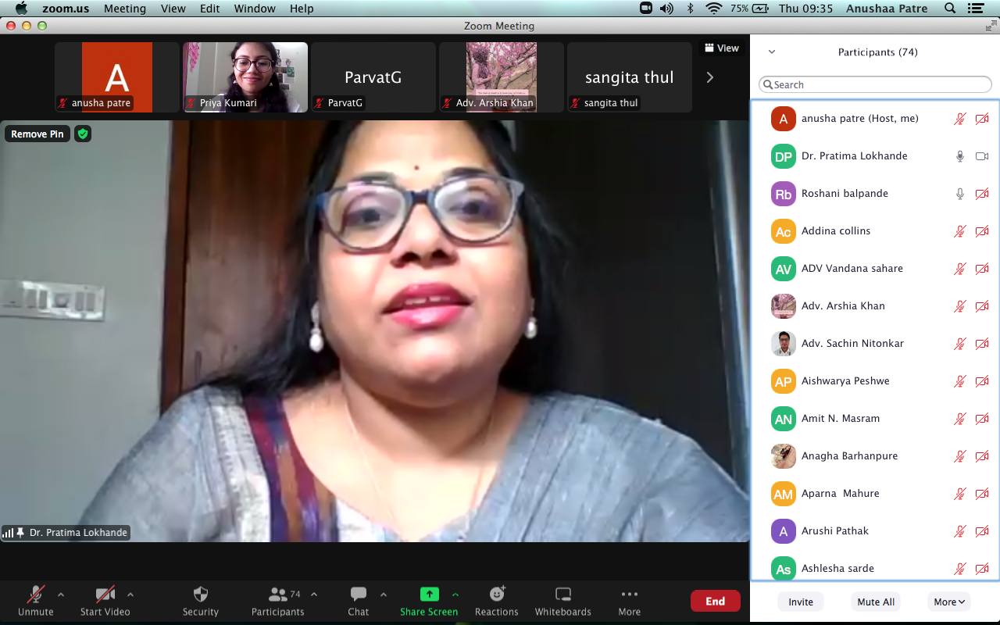 zoom.us Meeting View Edit Window Help 75% Thu 09:35 Anushaa Patre
Zoom Meeting
A
anusha patre
Priya Kumari
ParvatG
ParvatG
Adv. Arshia Khan
sangita thul
sangita thul
View
Remove Pin
Dr. Pratima Lokhande
Unmute
Start Video
Security
74
Participants
Chat
Share Screen
Reactions
Whiteboards
More
End
Participants (74)
Search
A anusha patre (Host, me)
DP Dr. Pratima Lokhande
Rb Roshani balpande
Ac Addina collins
AV ADV Vandana sahare
Adv. Arshia Khan
Adv. Sachin Nitonkar
AP Aishwarya Peshwe
AN Amit N. Masram
Anagha Barhanpure
AM Aparna Mahure
A Arushi Pathak
As Ashlesha sarde
Invite
Mute All
More